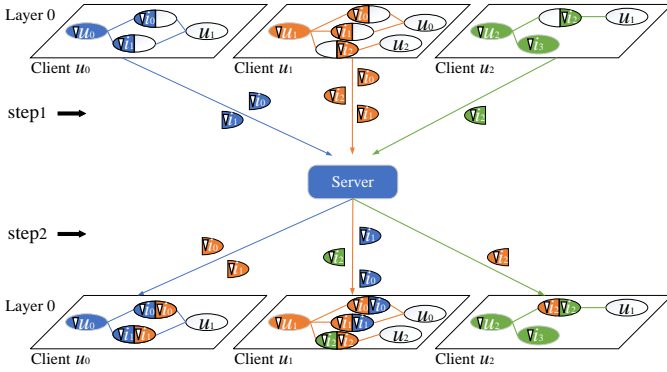 Layer 0
∇i₀ ∇i₀ ∇i₂
∇u₀ u₁ ∇u₁ ∇i₁ u₀ ∇u₂ u₁
∇i₁ ∇i₂ u₂ ∇i₃
Client u₀ Client u₁ Client u₂
∇i₀
∇i₀ ∇i₂
step1 ∇i₁ ∇i₁ ∇i₂
Server
step2 ∇i₁
∇i₀ ∇i₂ ∇i₂
∇i₁ ∇i₀
Layer 0
∇i₀ ∇i₀ ∇i₀ ∇i₀ ∇i₂ ∇i₂
∇u₀ u₁ ∇u₁ ∇i₁ ∇i₁ u₀ ∇u₂ u₁
∇i₁ ∇i₁ ∇i₂ ∇i₂ u₂ ∇i₃
Client u₀ Client u₁ Client u₂